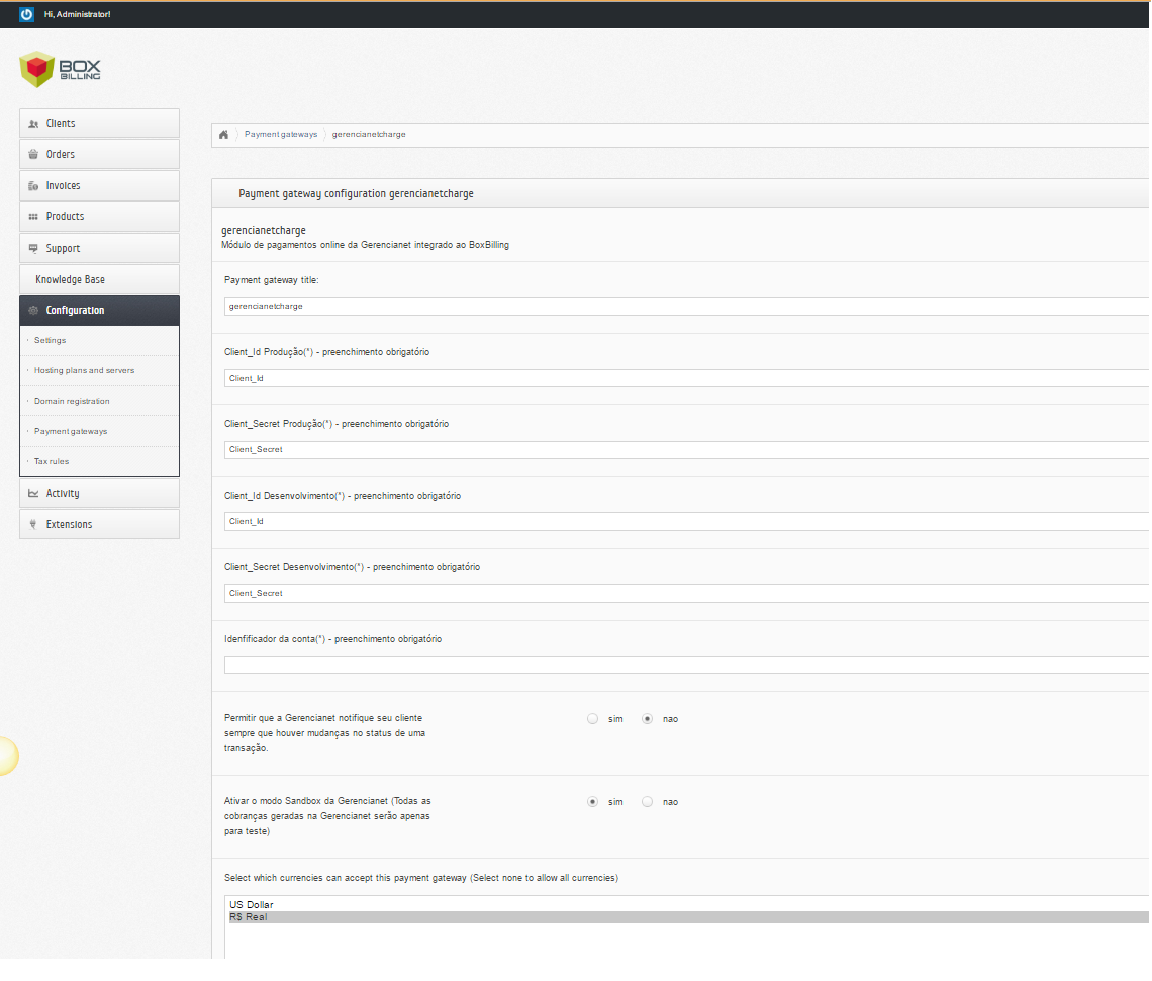 Hi, Administrator!
BOX
BILLING
Clients
Orders
Invoices
Products
Support
Knowledge Base
Configuration
Settings
Hosting plans and servers
Domain registration
Payment gateways
Tax rules
Activity
Extensions
Payment gateways gerencianetcharge
Payment gateway configuration gerencianetcharge
gerencianetcharge
Módulo de pagamentos online da Gerencianet integrado ao BoxBilling
Payment gateway title:
gerencianetcharge
Client_Id Produção(*) - preenchimento obrigatório
Client_Id
Client_Secret Produção(*) - preenchimento obrigatório
Client_Secret
Client_Id Desenvolvimento(*) - preenchimento obrigatório
Client_Id
Client_Secret Desenvolvimento(*) - preenchimento obrigatório
Client_Secret
Idenfificador da conta(*) - preenchimento obrigatório
Permitir que a Gerencianet notifique seu cliente
sempre que houver mudanças no status de uma
transação.
sim nao
Ativar o modo Sandbox da Gerencianet (Todas as
cobranças geradas na Gerencianet serão apenas
para teste)
sim nao
Select which currencies can accept this payment gateway (Select none to allow all currencies)
US Dollar
RS Real